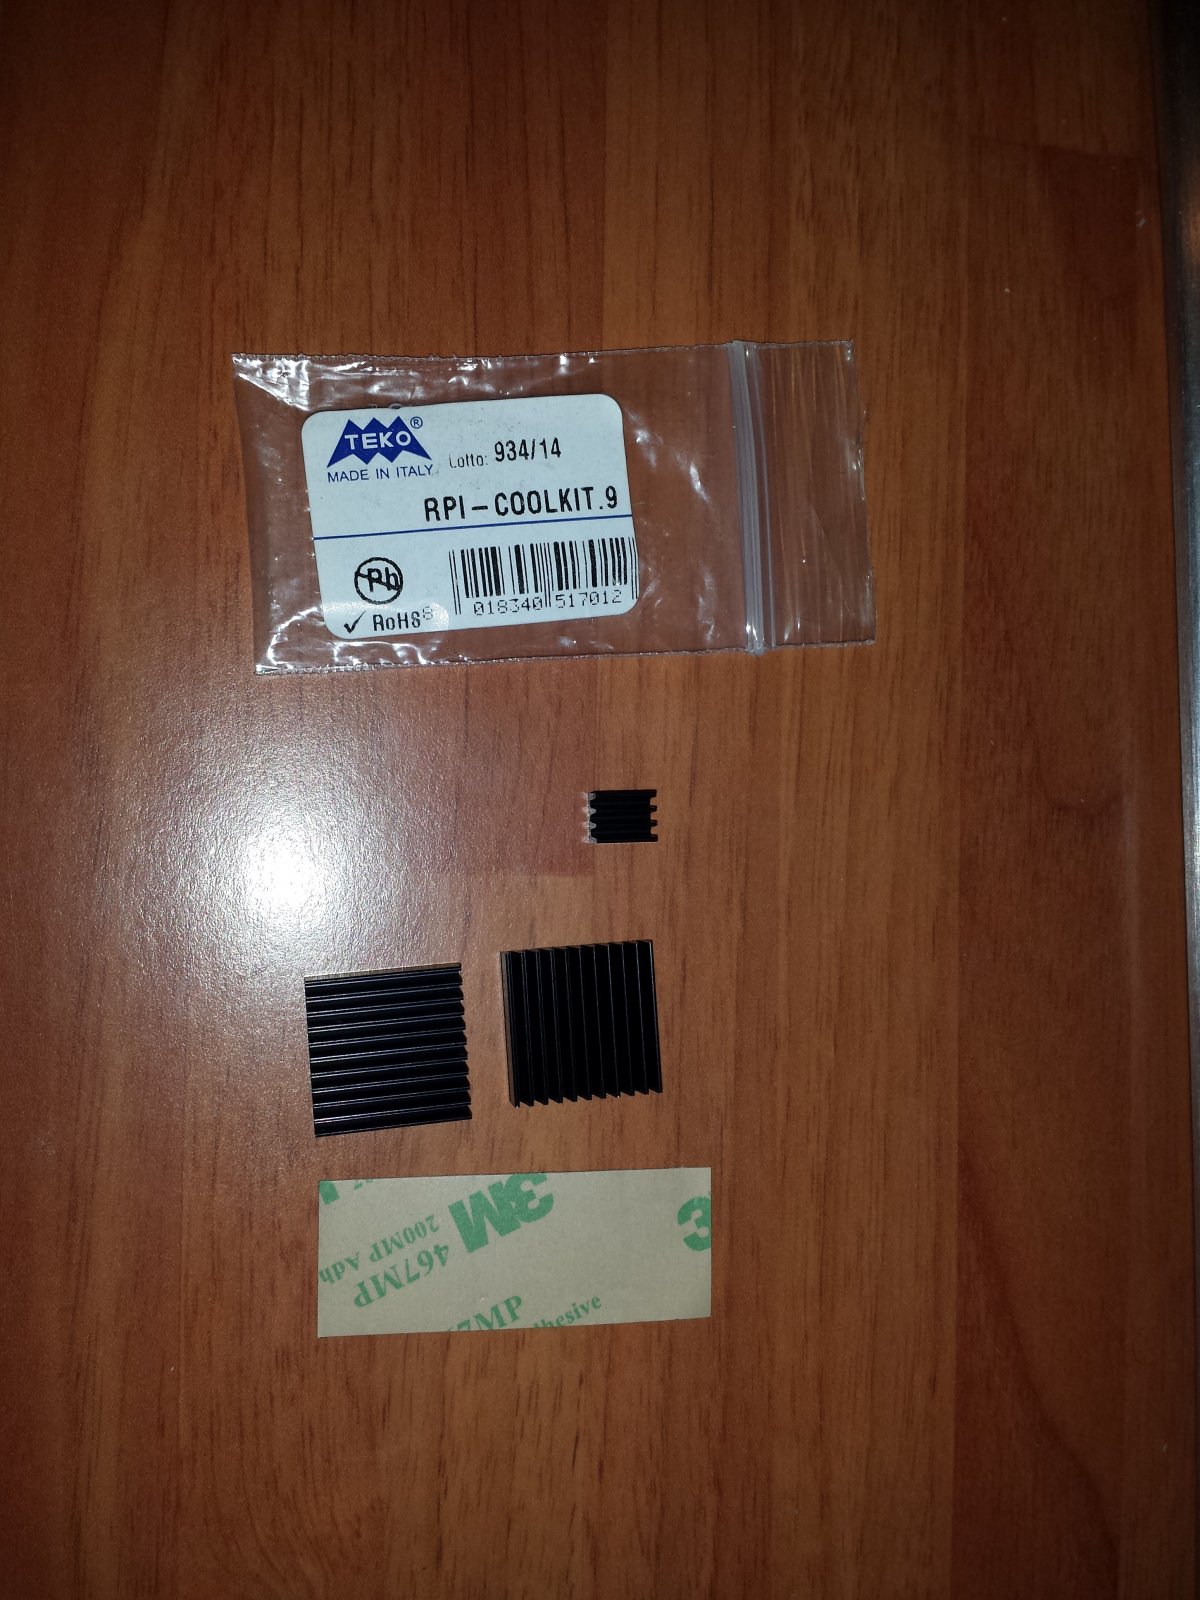 TEKO®
MADE IN ITALY
Lotto: 934/14
RPI-COOLKIT.9
Pb
✓ RoHS
018340 517012
3M
3
200MP Adh
467MP
7MP
hesive